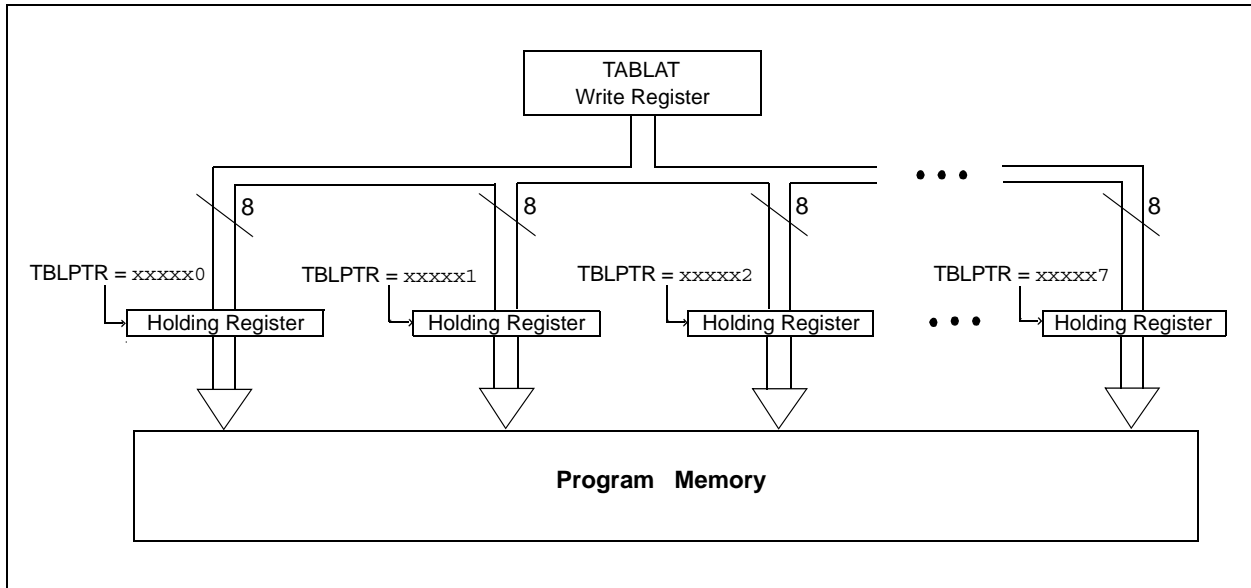 TABLAT
Write Register
8
8
8
8
TBLPTR = xxxxx0
TBLPTR = xxxxx1
TBLPTR = xxxxx2
TBLPTR = xxxxx7
Holding Register
Holding Register
Holding Register
Holding Register
Program Memory